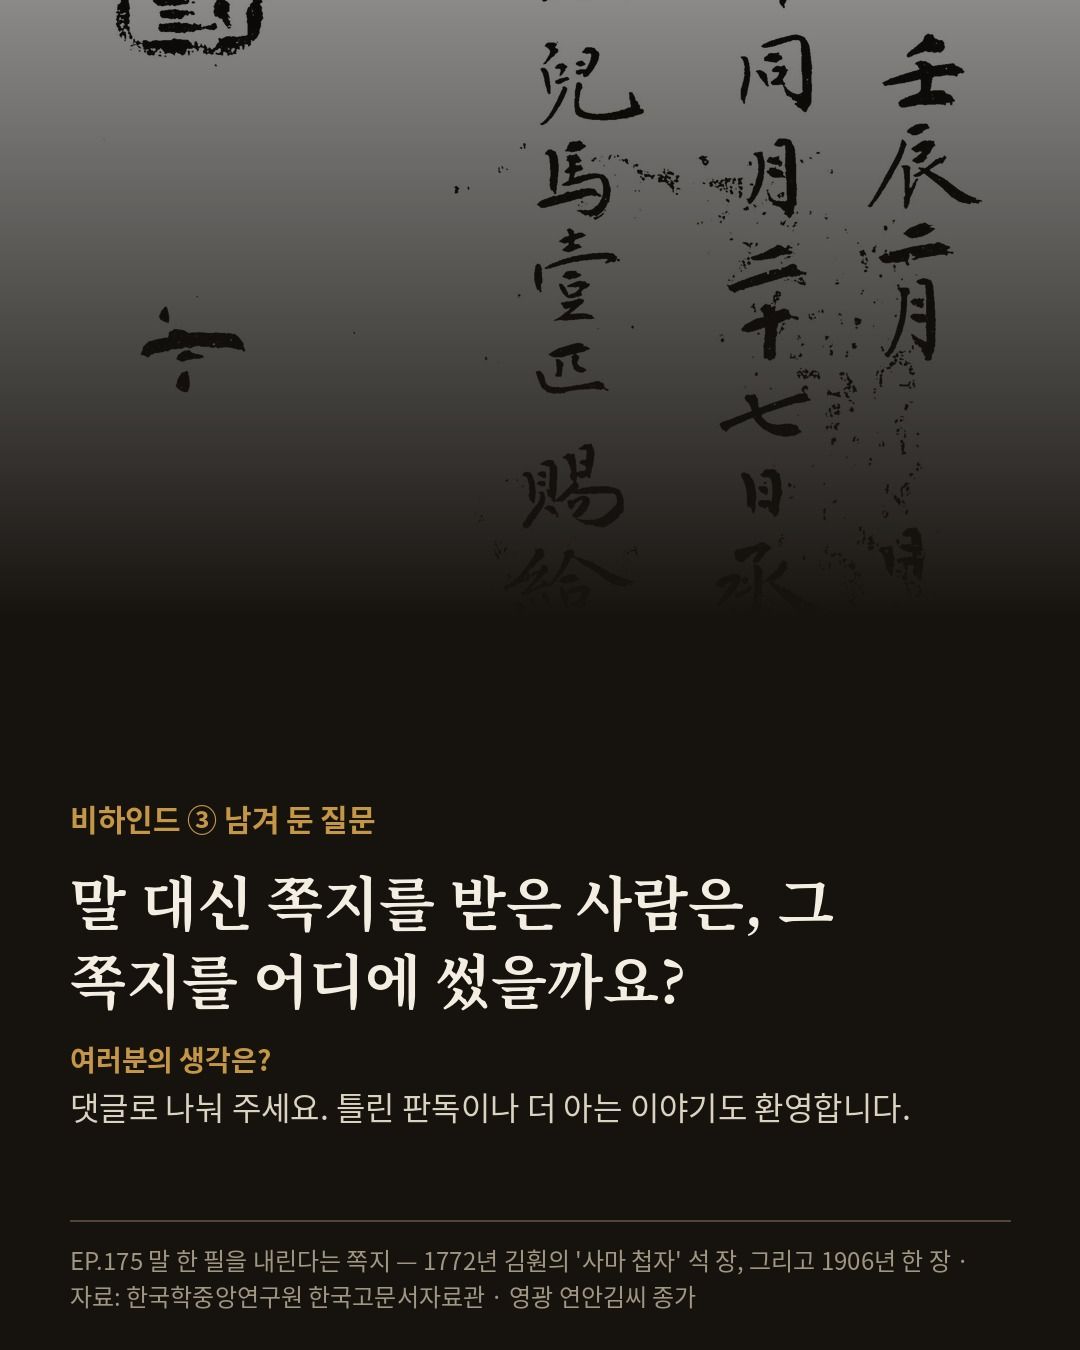 壬辰二月
同月二十七日承
兒馬壹匹 賜給
비하인드 ③ 남겨 둔 질문
말 대신 쪽지를 받은 사람은, 그
쪽지를 어디에 썼을까요?
여러분의 생각은?
댓글로 나눠 주세요. 틀린 판독이나 더 아는 이야기도 환영합니다.
EP.175 말 한 필을 내린다는 쪽지 — 1772년 김훤의 '사마 첩자' 석 장, 그리고 1906년 한 장 ·
자료: 한국학중앙연구원 한국고문서자료관 · 영광 연안김씨 종가